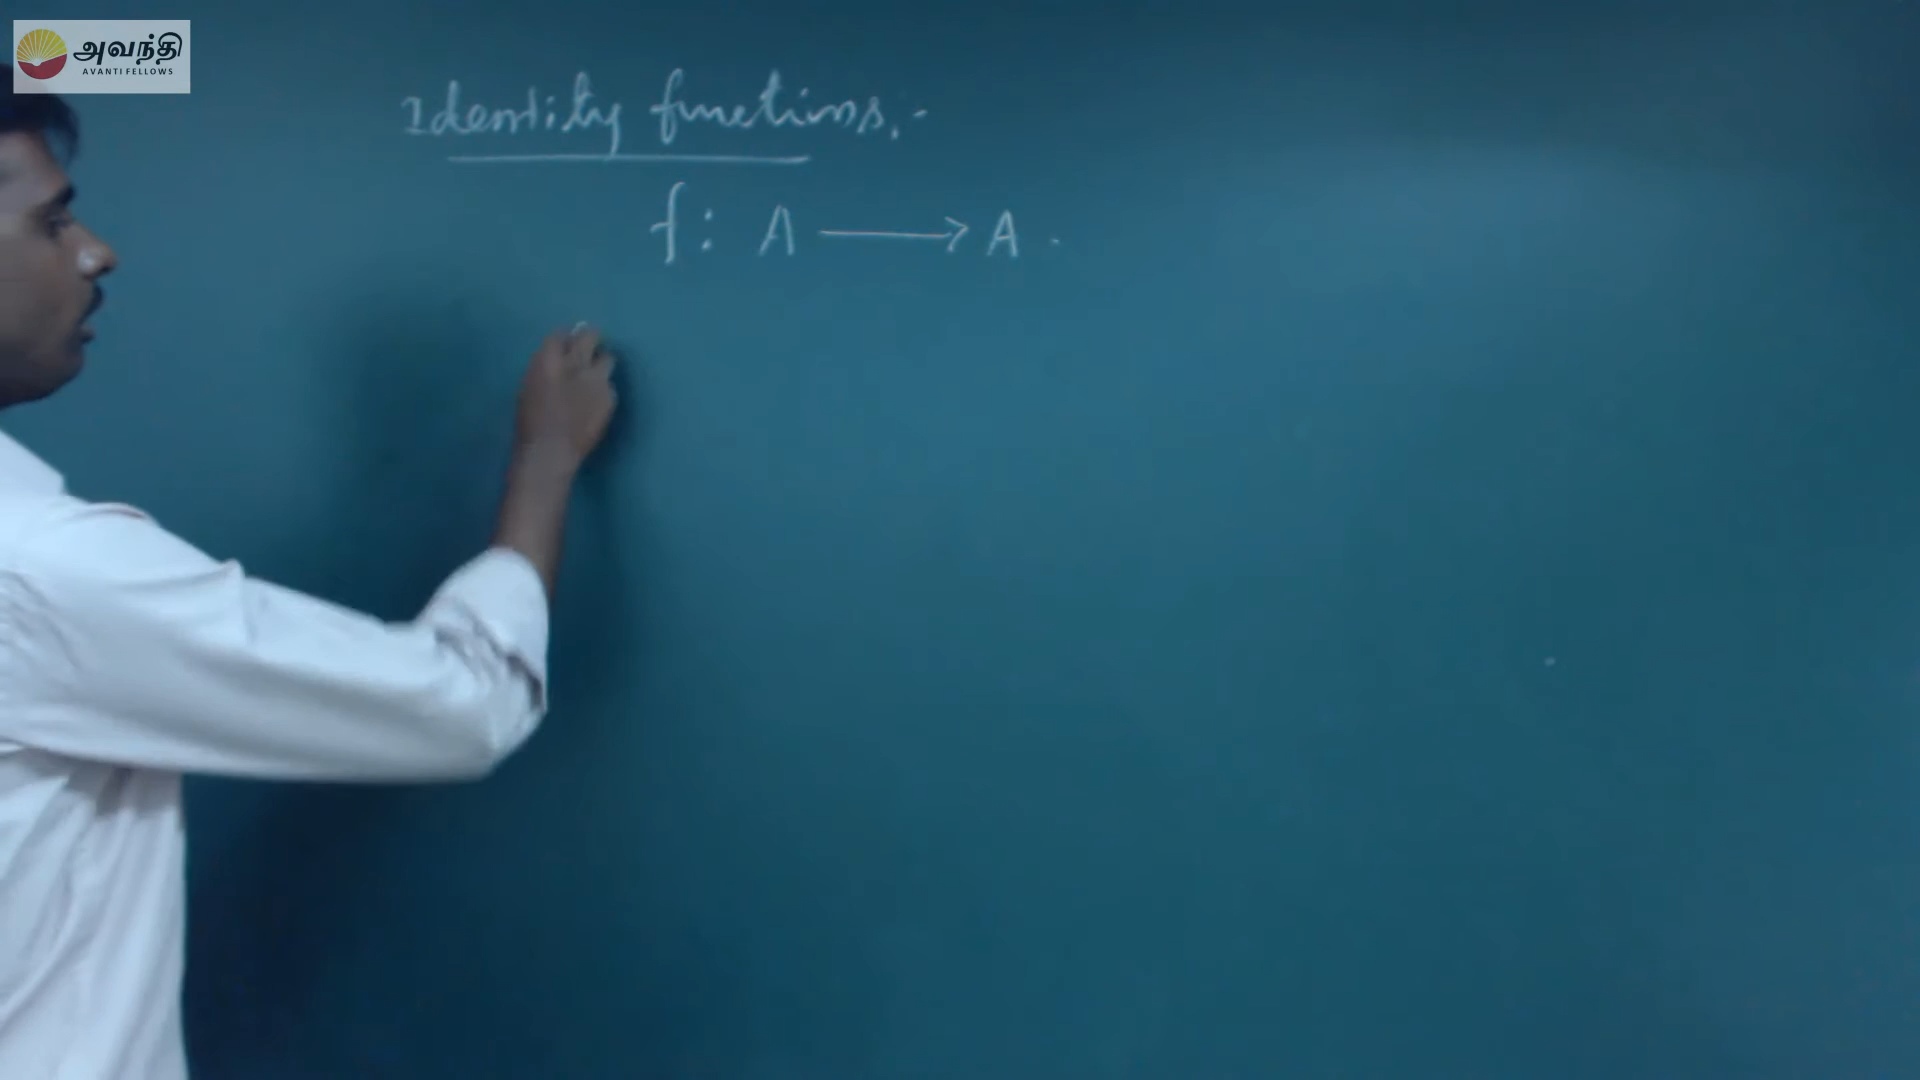 அவந்தி
AVANTI FELLOWS
Identity functions:-
f: A ⟶ A .